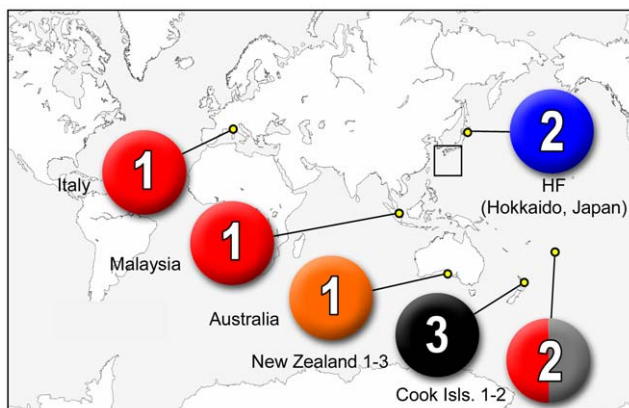 2
1
Italy
HF
(Hokkaido, Japan)
1
Malaysia
1
Australia
3
New Zealand 1-3
2
Cook Isls. 1-2